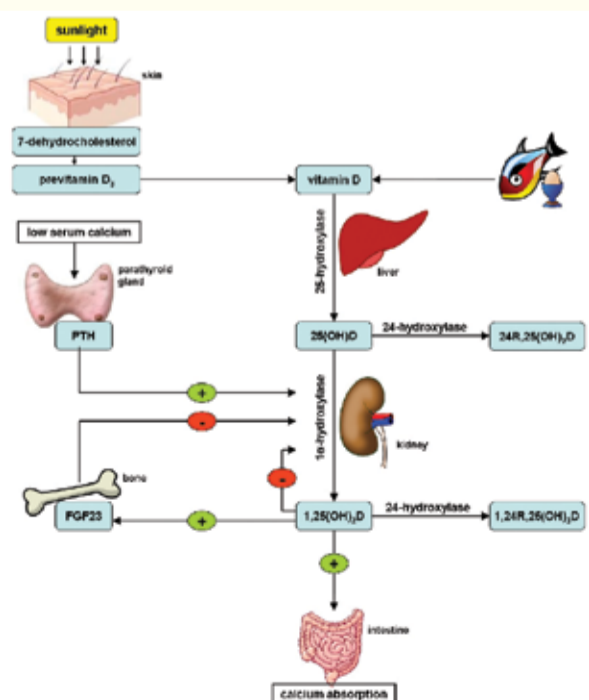 sunlight
skin
7-dehydrocholesterol
previtamin D₃
vitamin D
low serum calcium
25-hydroxylase
liver
parathyroid
gland
PTH
25(OH)D
24-hydroxylase
24R,25(OH)₂D
+
-
1α-hydroxylase
kidney
bone
-
FGF23
+
1,25(OH)₂D
24-hydroxylase
1,24R,25(OH)₃D
+
intestine
calcium absorption